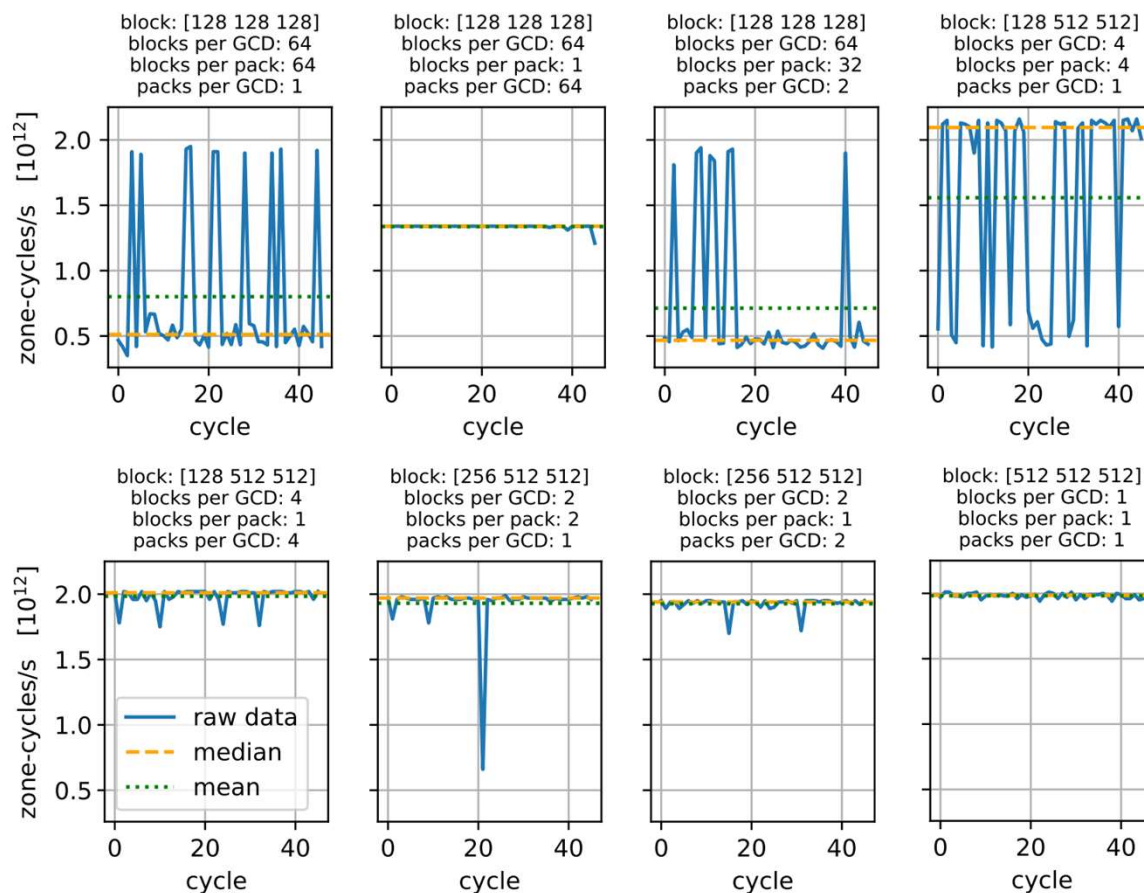 block: [128 128 128]
blocks per GCD: 64
blocks per pack: 64
packs per GCD: 1
block: [128 128 128]
blocks per GCD: 64
blocks per pack: 1
packs per GCD: 64
block: [128 128 128]
blocks per GCD: 64
blocks per pack: 32
packs per GCD: 2
block: [128 512 512]
blocks per GCD: 4
blocks per pack: 4
packs per GCD: 1
zone-cycles/s [10^12]
2.0
1.5
1.0
0.5
0 20 40
cycle
0 20 40
cycle
0 20 40
cycle
0 20 40
cycle
block: [128 512 512]
blocks per GCD: 4
blocks per pack: 1
packs per GCD: 4
block: [256 512 512]
blocks per GCD: 2
blocks per pack: 2
packs per GCD: 1
block: [256 512 512]
blocks per GCD: 2
blocks per pack: 1
packs per GCD: 2
block: [512 512 512]
blocks per GCD: 1
blocks per pack: 1
packs per GCD: 1
zone-cycles/s [10^12]
2.0
1.5
1.0
0.5
raw data
median
mean
0 20 40
cycle
0 20 40
cycle
0 20 40
cycle
0 20 40
cycle